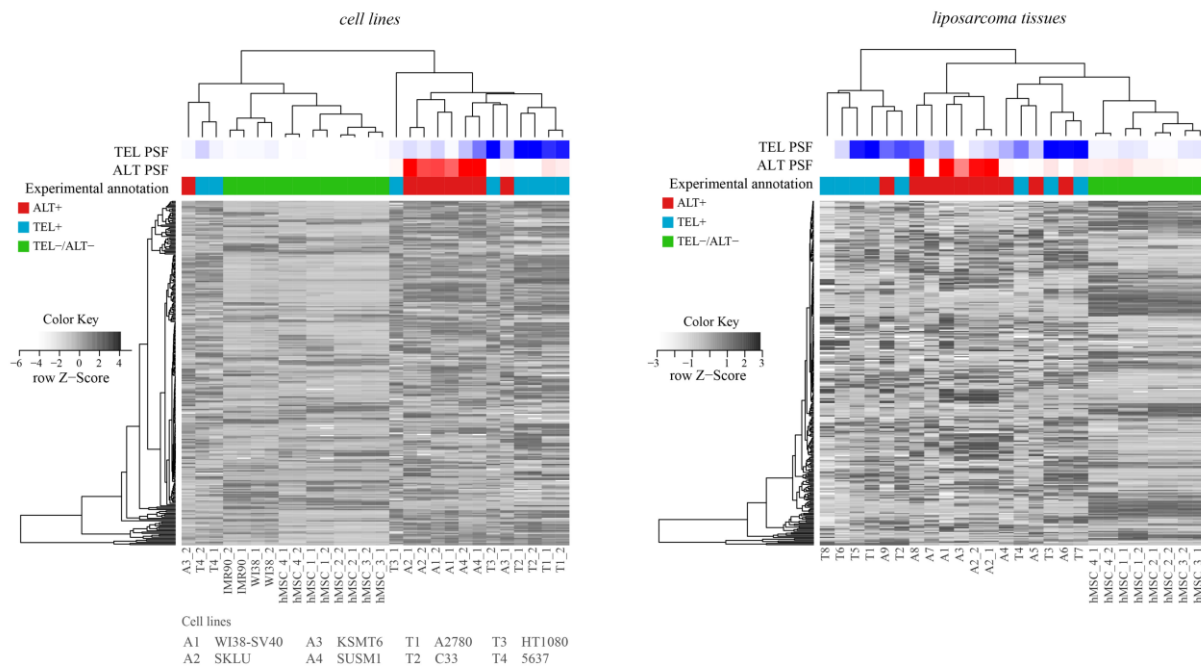 cell lines
liposarcoma tissues
TEL PSF
ALT PSF
Experimental annotation
ALT+
TEL+
TEL−/ALT−
Color Key
−6 −2 0 2 4
row Z−Score
A3_2 T4_2 T4_1 IMR90_2 IMR90_1 WI38_1 WI38_2 hMSC_4_1 hMSC_4_2 hMSC_1_1 hMSC_1_2 hMSC_2_2 hMSC_2_1 hMSC_3_2 hMSC_3_1 T3_1 A2_2 A2_1 A1_2 A1_1 A4_2 A4_1 T3_2 A3_1 T2_1 T2_2 T1_1 T1_2
Cell lines
A1 WI38-SV40 A3 KSMT6 T1 A2780 T3 HT1080
A2 SKLU A4 SUSM1 T2 C33 T4 5637
TEL PSF
ALT PSF
Experimental annotation
ALT+
TEL+
TEL−/ALT−
Color Key
−3 −1 0 1 2 3
row Z−Score
T8 T6 T5 T1 A9 T2 A8 A7 A1 A3 A2_2 A2_1 A4 T4 A5 T3 A6 T7 hMSC_4_1 hMSC_4_2 hMSC_1_1 hMSC_1_2 hMSC_2_1 hMSC_2_2 hMSC_3_2 hMSC_3_1